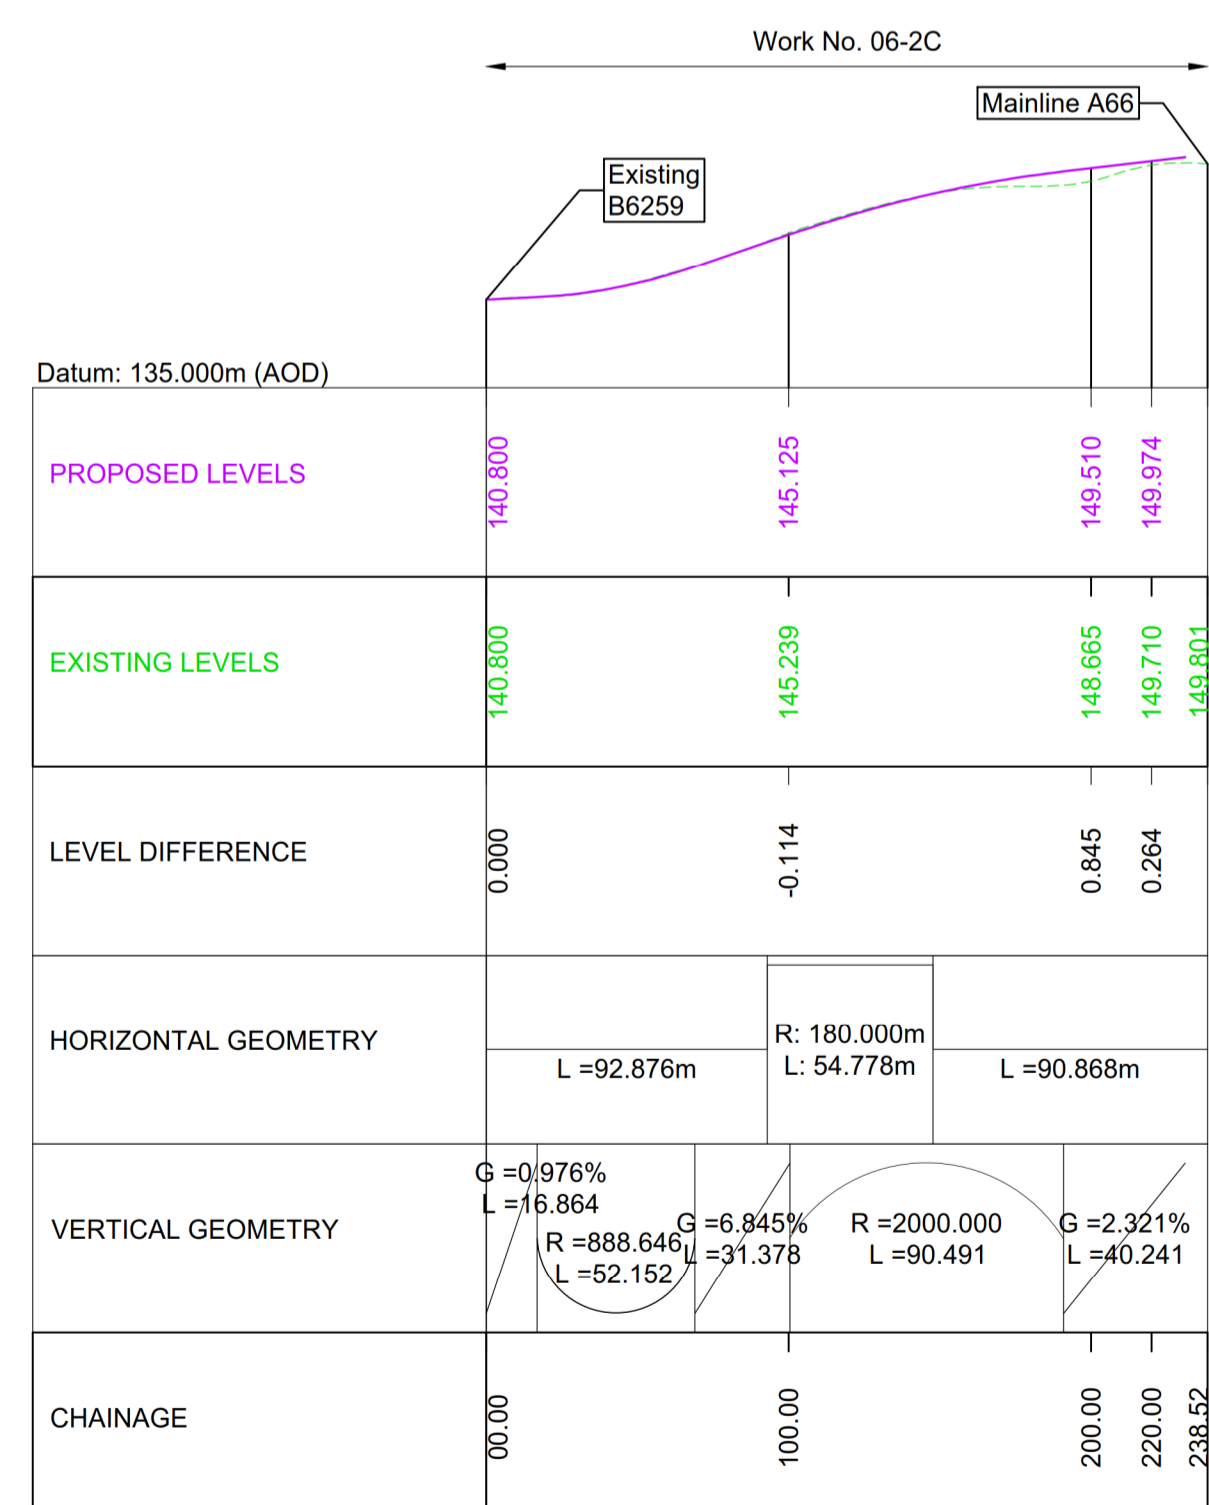 Work No. 06-2C
Mainline A66
Existing
B6259
Datum: 135.000m (AOD)
PROPOSED LEVELS
140.800
145.125
149.510
149.974
EXISTING LEVELS
140.800
145.239
148.665
149.710
149.801
LEVEL DIFFERENCE
0.000
-0.114
0.845
0.264
HORIZONTAL GEOMETRY
L =92.876m
R: 180.000m
L: 54.778m
L =90.868m
VERTICAL GEOMETRY
G =0.976%
L =16.864
R =888.646
L =52.152
G =6.845%
L =31.378
R =2000.000
L =90.491
G =2.321%
L =40.241
CHAINAGE
00.00
100.00
200.00
220.00
238.52